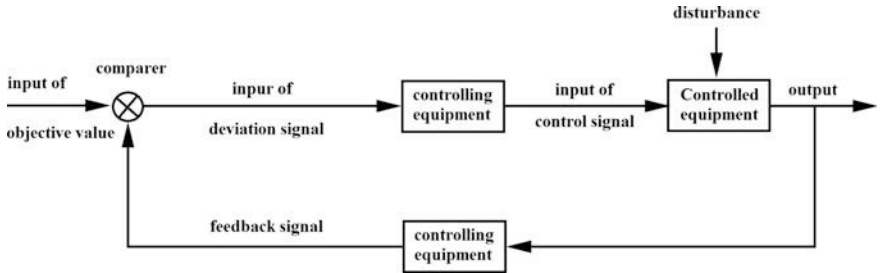 disturbance
comparer
input of
objective value
inpur of
deviation signal
controlling
equipment
input of
control signal
Controlled
equipment
output
feedback signal
controlling
equipment